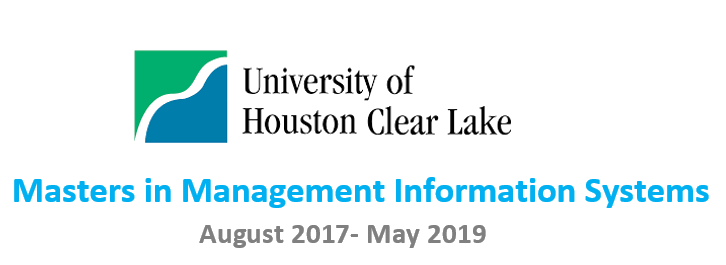 University of
Houston Clear Lake
Masters in Management Information Systems
August 2017- May 2019